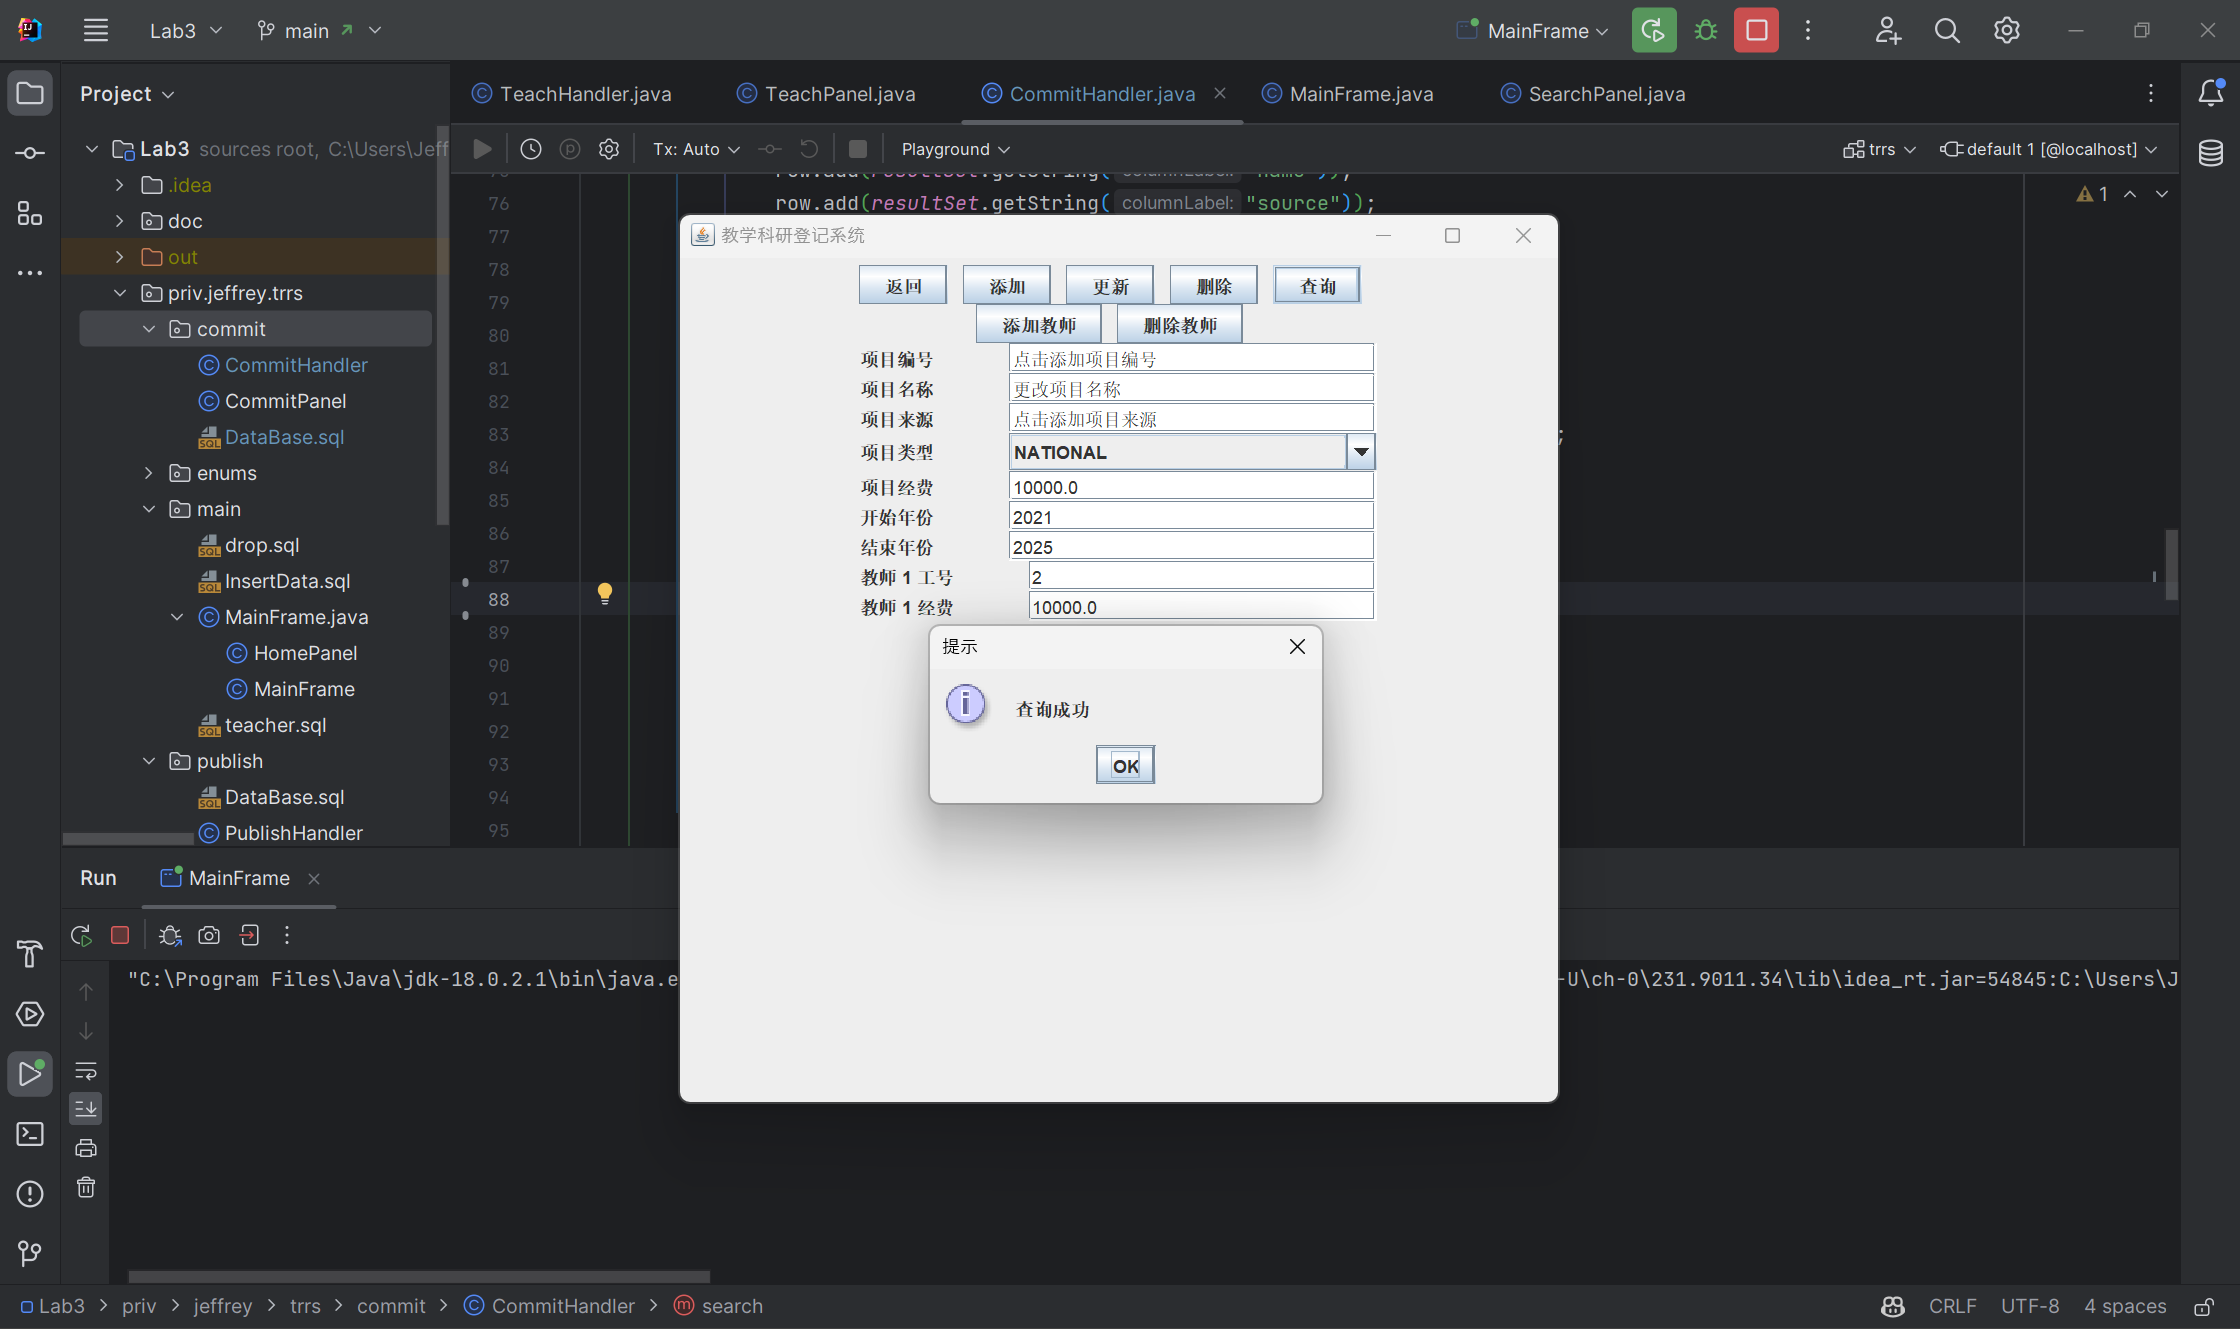 Lab3
main
MainFrame
Project
TeachHandler.java
TeachPanel.java
CommitHandler.java
MainFrame.java
SearchPanel.java
Tx: Auto
Playground
trrs
default 1 [@localhost]
Lab3 sources root, C:\Users\Jeff
.idea
doc
out
priv.jeffrey.trrs
commit
CommitHandler
CommitPanel
DataBase.sql
enums
main
drop.sql
InsertData.sql
MainFrame.java
HomePanel
MainFrame
teacher.sql
publish
DataBase.sql
PublishHandler
76 row.add(resultSet.getString( columnLabel: "source"));
77
78
79
80
81
82
83 ;
84
85
86
87
88
89
90
91
92
93
94
95
1
教学科研登记系统
返回 添加 更新 删除 查询
添加教师 删除教师
项目编号 点击添加项目编号
项目名称 更改项目名称
项目来源 点击添加项目来源
项目类型 NATIONAL
项目经费 10000.0
开始年份 2021
结束年份 2025
教师 1 工号 2
教师 1 经费 10000.0
提示
查询成功
OK
Run MainFrame
"C:\Program Files\Java\jdk-18.0.2.1\bin\java.e
-U\ch-0\231.9011.34\lib\idea_rt.jar=54845:C:\Users\J
Lab3 > priv > jeffrey > trrs > commit > CommitHandler > search
CRLF UTF-8 4 spaces